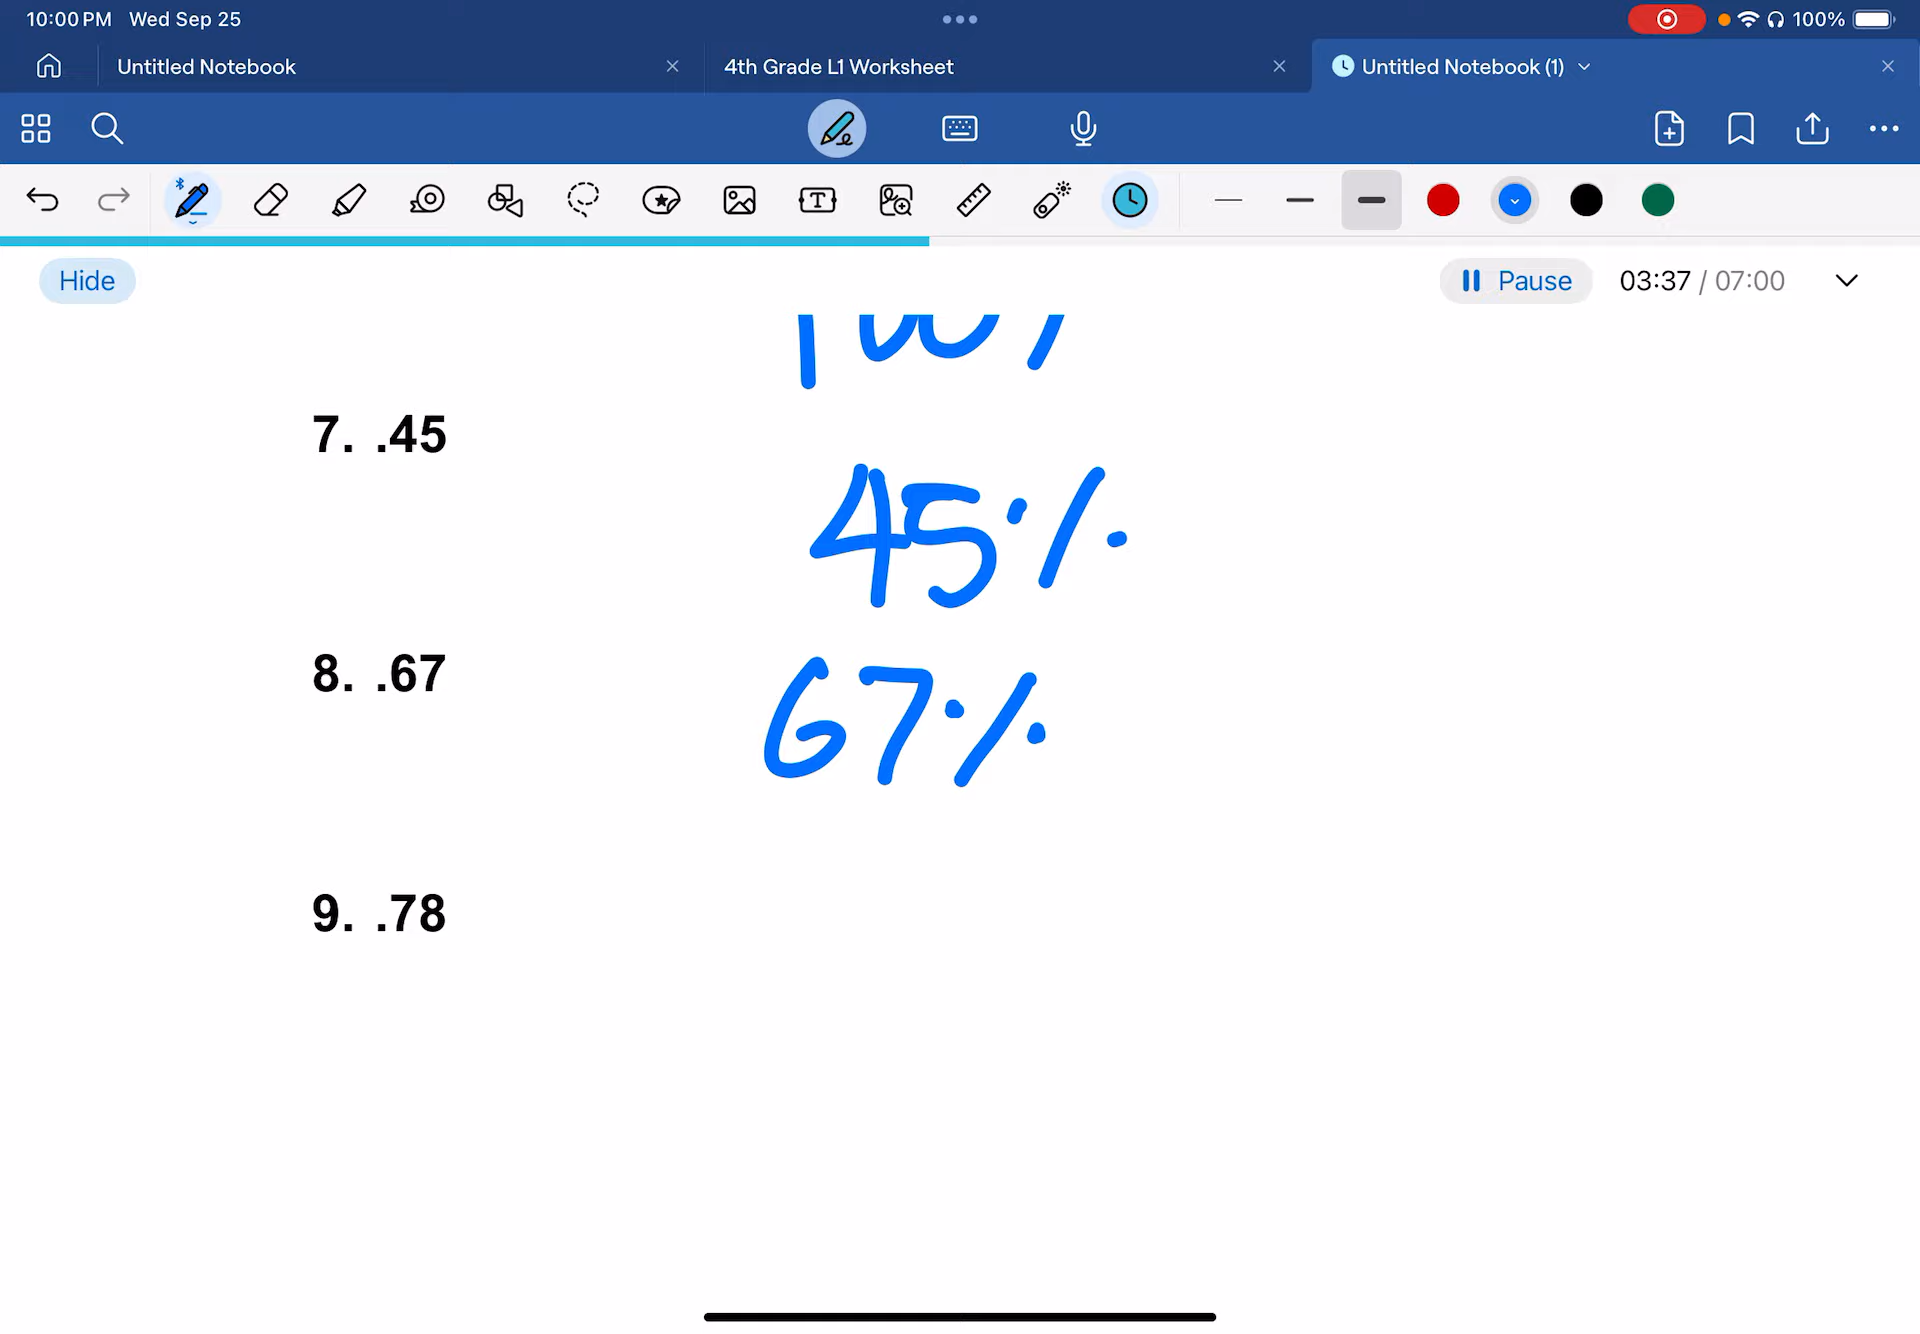 10:00 PM Wed Sep 25 100%
Untitled Notebook 4th Grade L1 Worksheet Untitled Notebook (1)
Hide Pause 03:37 / 07:00
7. .45
45%
8. .67
67%
9. .78